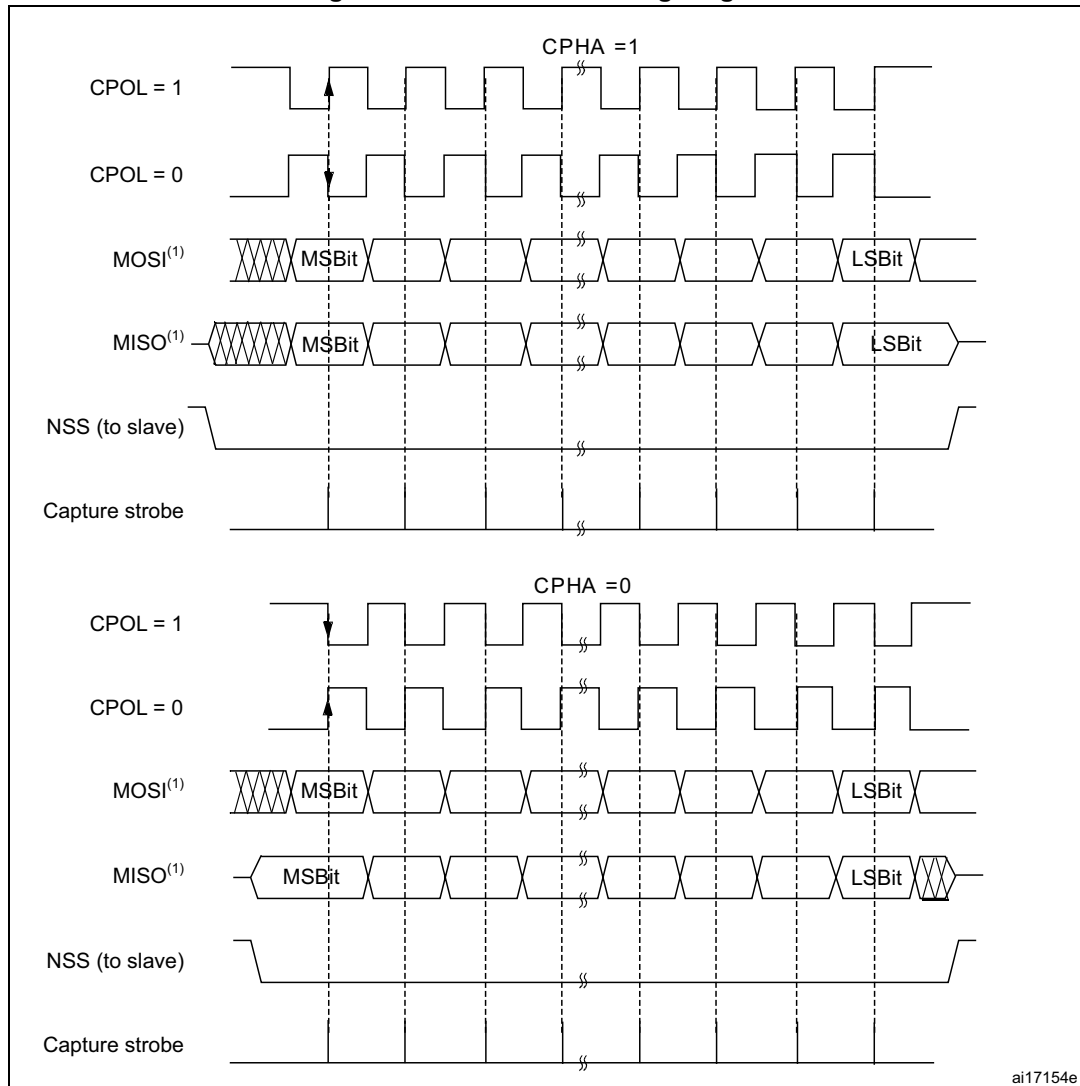 CPHA =1
CPOL = 1
CPOL = 0
MOSI(1)
MSBit
LSBit
MISO(1)
MSBit
LSBit
NSS (to slave)
Capture strobe
CPHA =0
CPOL = 1
CPOL = 0
MOSI(1)
MSBit
LSBit
MISO(1)
MSBit
LSBit
NSS (to slave)
Capture strobe
ai17154e